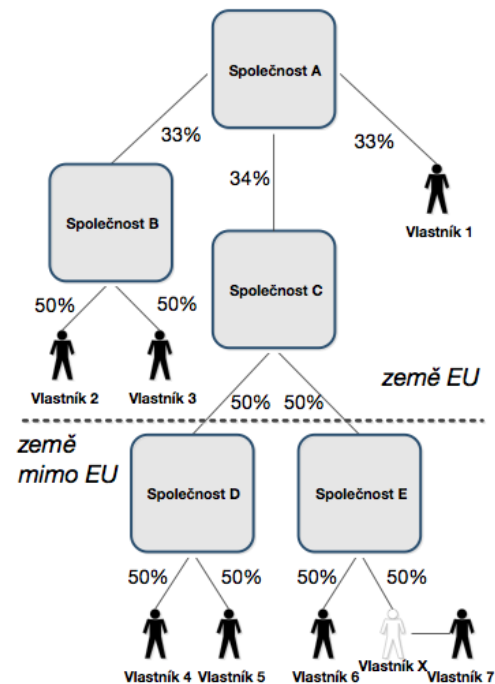 Společnost A
33%
34%
33%
Společnost B
Vlastník 1
Společnost C
50%
50%
Vlastník 2
Vlastník 3
země EU
50%
50%
země
mimo EU
Společnost D
Společnost E
50%
50%
50%
50%
Vlastník 4
Vlastník 5
Vlastník 6
Vlastník X
Vlastník 7